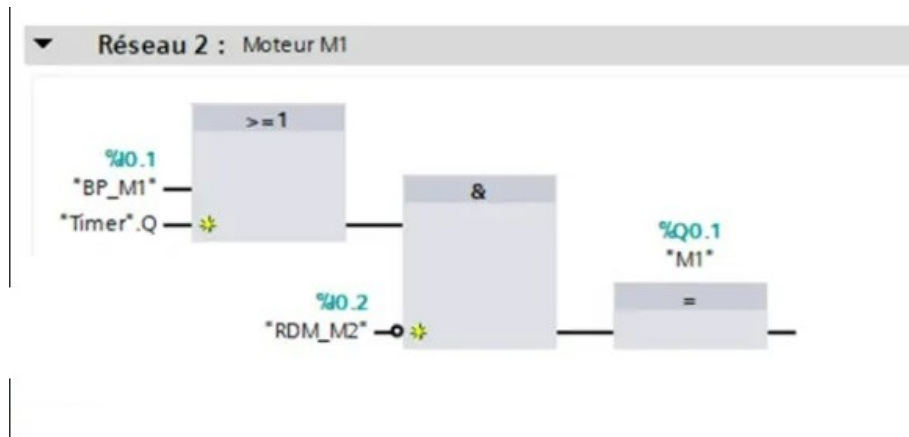 Réseau 2 : Moteur M1
>=1
%I0.1
"BP_M1"
"Timer".Q
&
%I0.2
"RDM_M2"
%Q0.1
"M1"
=